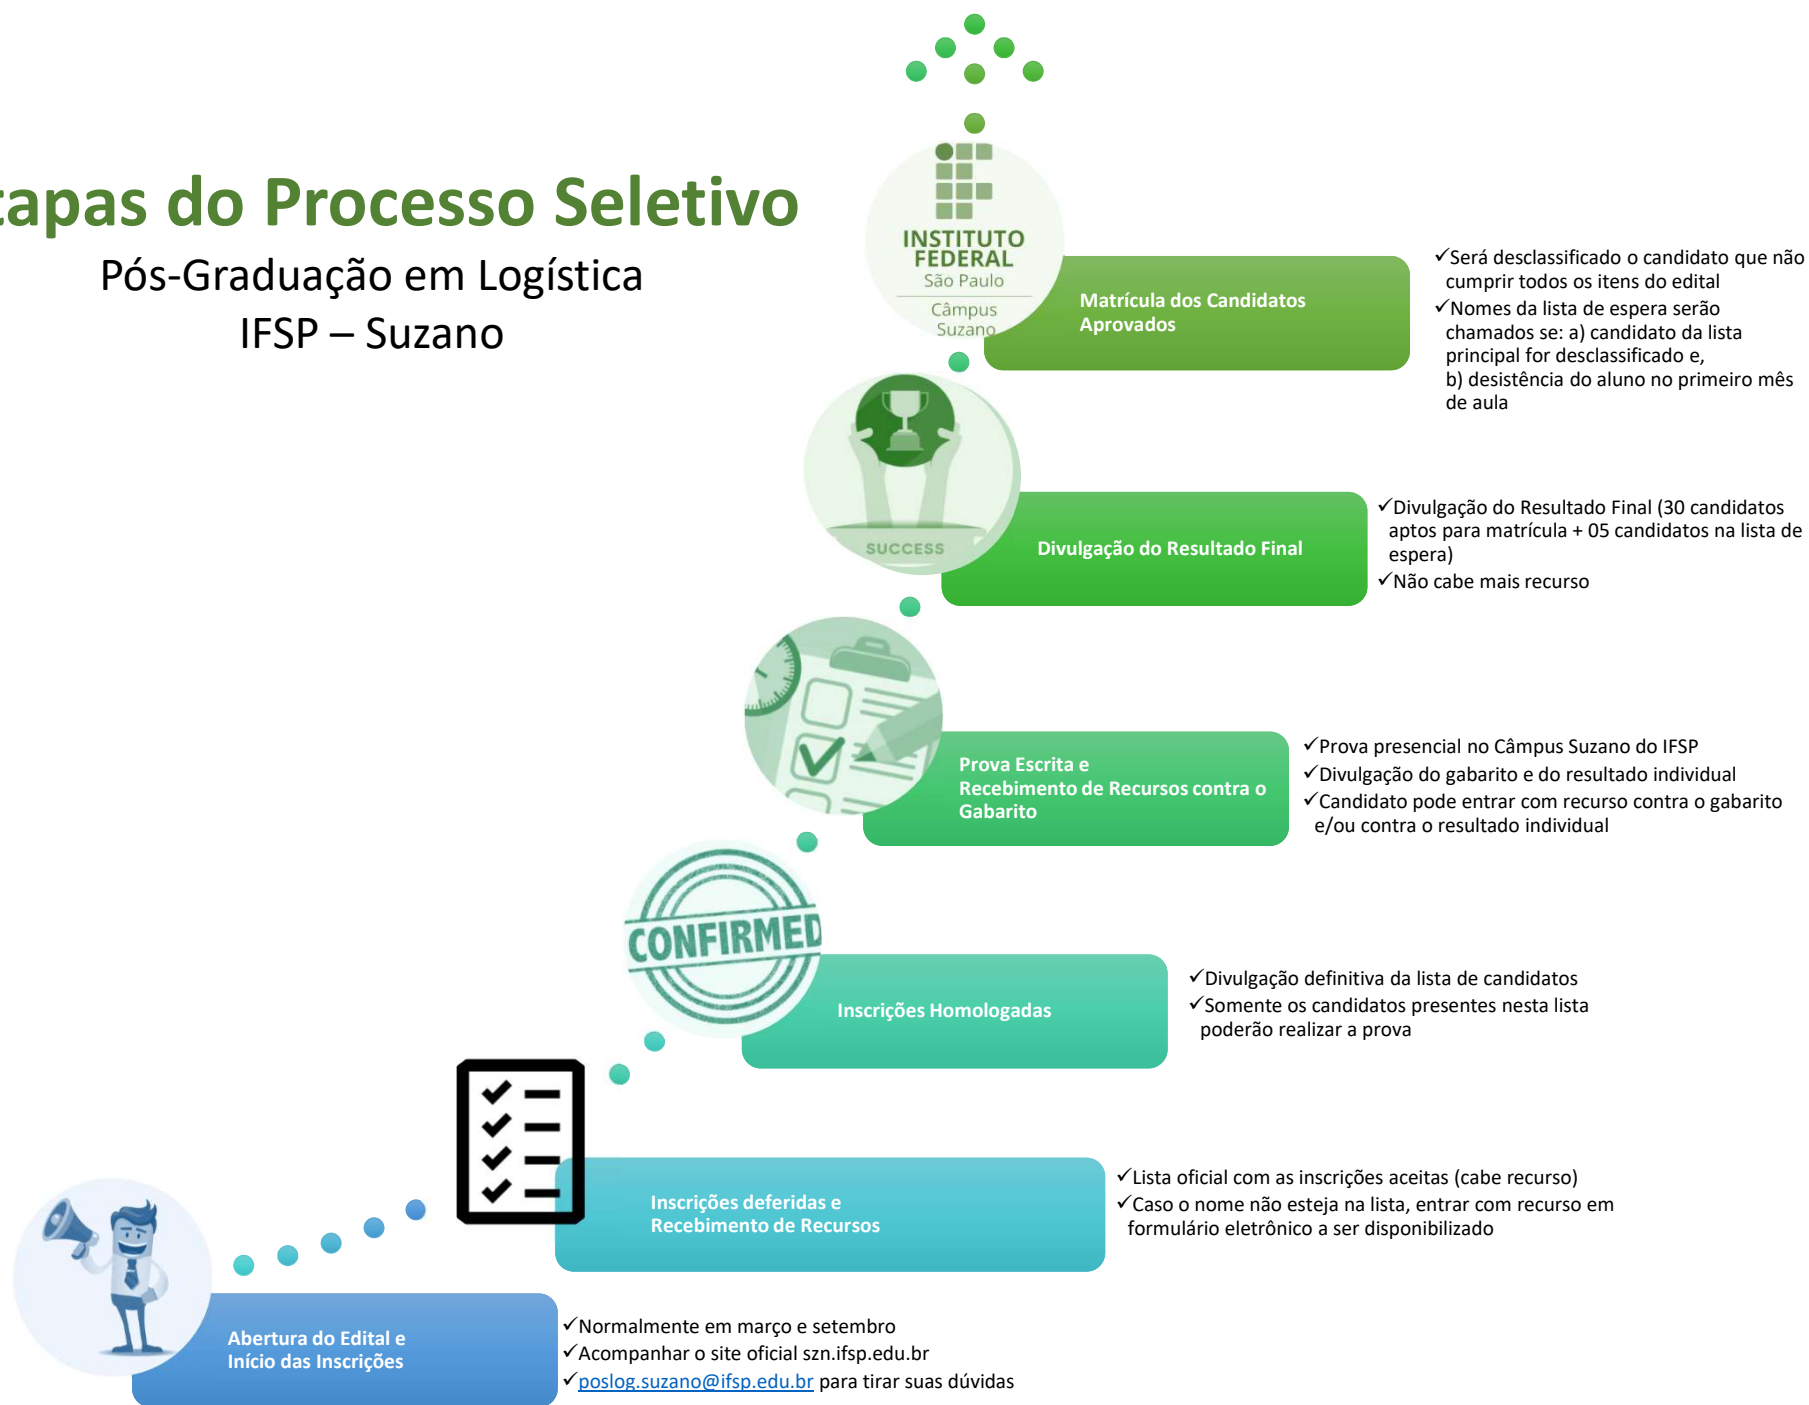 tapas do Processo Seletivo
Pós-Graduação em Logística
IFSP – Suzano
INSTITUTO
FEDERAL
São Paulo
Câmpus
Suzano
Matrícula dos Candidatos
Aprovados
✓Será desclassificado o candidato que não
cumprir todos os itens do edital
✓Nomes da lista de espera serão
chamados se: a) candidato da lista
principal for desclassificado e,
b) desistência do aluno no primeiro mês
de aula
SUCCESS
Divulgação do Resultado Final
✓Divulgação do Resultado Final (30 candidatos
aptos para matrícula + 05 candidatos na lista de
espera)
✓Não cabe mais recurso
Prova Escrita e
Recebimento de Recursos contra o
Gabarito
✓Prova presencial no Câmpus Suzano do IFSP
✓Divulgação do gabarito e do resultado individual
✓Candidato pode entrar com recurso contra o gabarito
e/ou contra o resultado individual
CONFIRMED
Inscrições Homologadas
✓Divulgação definitiva da lista de candidatos
✓Somente os candidatos presentes nesta lista
poderão realizar a prova
Inscrições deferidas e
Recebimento de Recursos
✓Lista oficial com as inscrições aceitas (cabe recurso)
✓Caso o nome não esteja na lista, entrar com recurso em
formulário eletrônico a ser disponibilizado
Abertura do Edital e
Início das Inscrições
✓Normalmente em março e setembro
✓Acompanhar o site oficial szn.ifsp.edu.br
✓poslog.suzano@ifsp.edu.br para tirar suas dúvidas